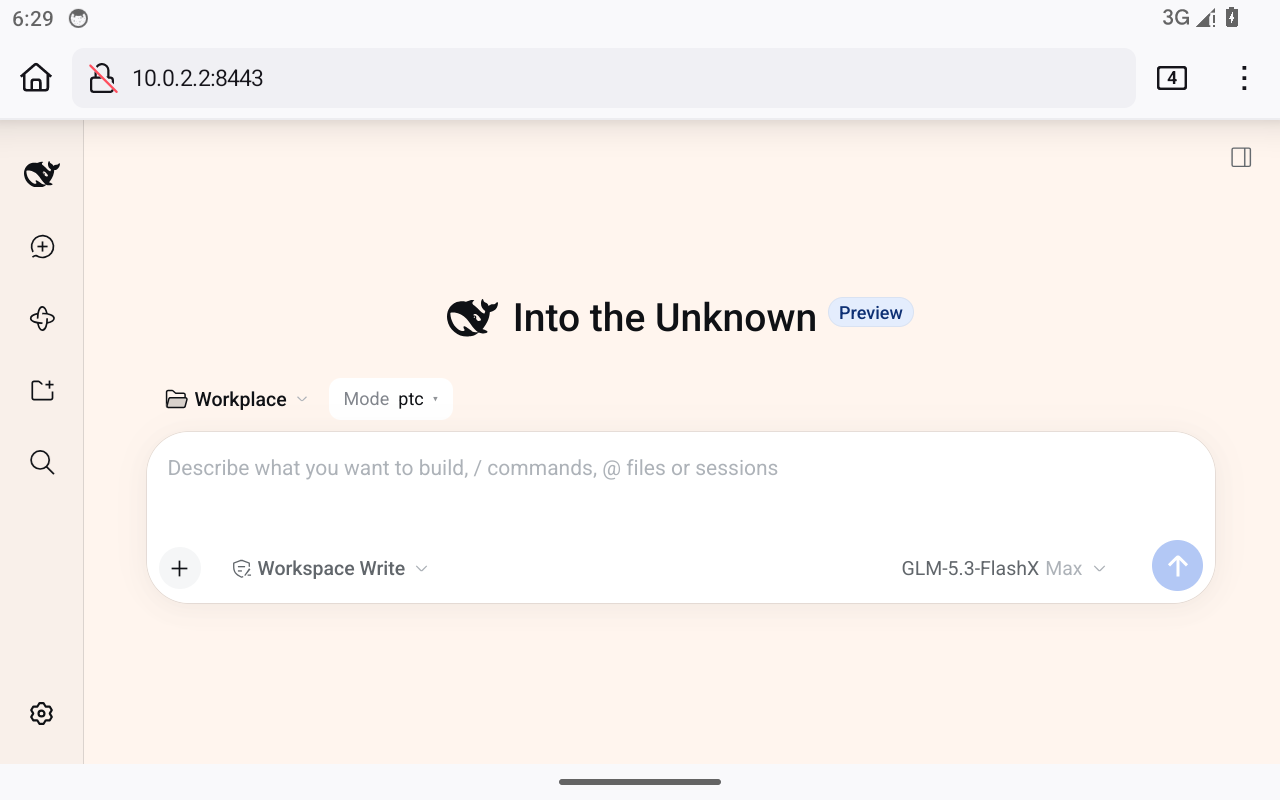 6:29
3G
10.0.2.2:8443
4
Into the Unknown
Preview
Workplace
Mode ptc
Describe what you want to build, / commands, @ files or sessions
Workspace Write
GLM-5.3-FlashX Max